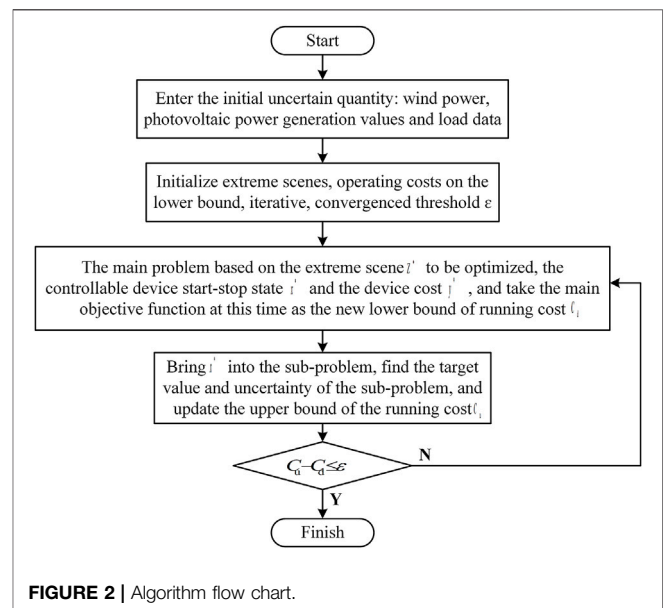 Start
Enter the initial uncertain quantity: wind power,
photovoltaic power generation values and load data
Initialize extreme scenes, operating costs on the
lower bound, iterative, convergenced threshold ε
The main problem based on the extreme scene to be optimized, the
controllable device start-stop state and the device cost , and take the main
objective function at this time as the new lower bound of running cost
Bring into the sub-problem, find the target
value and uncertainty of the sub-problem, and
update the upper bound of the running cost
Cu−Cd≤ε
N
Y
Finish
FIGURE 2 | Algorithm flow chart.